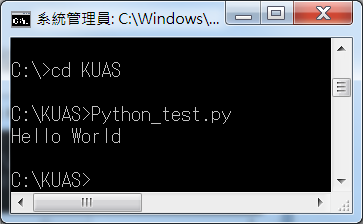 系統管理員: C:\Windows\...
C:\>cd KUAS
C:\KUAS>Python_test.py
Hello World
C:\KUAS>